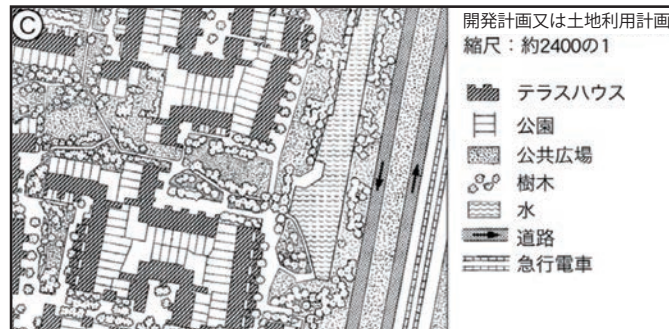 C
開発計画又は土地利用計画
縮尺：約2400の1
テラスハウス
公園
公共広場
樹木
水
道路
急行電車